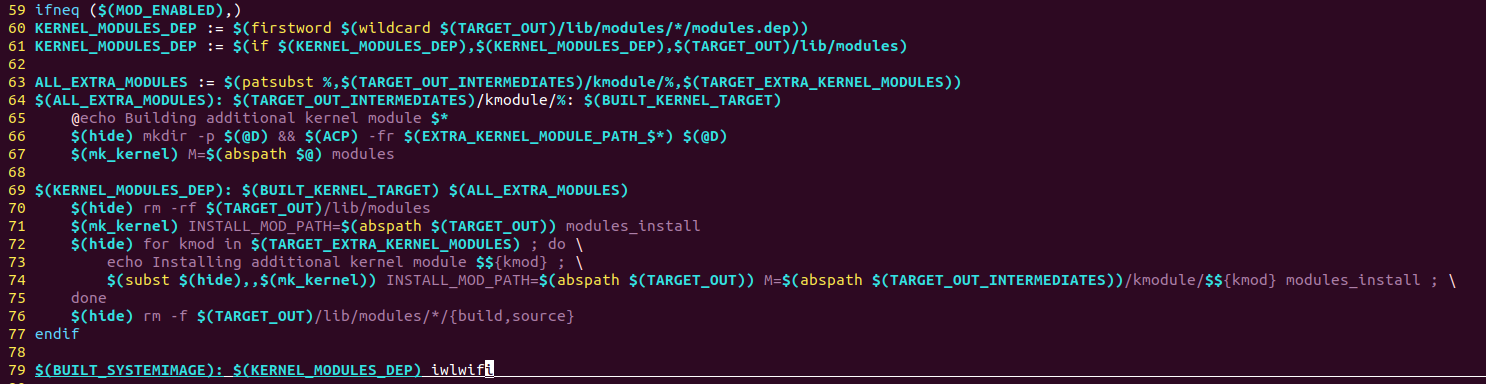 59 ifneq ($(MOD_ENABLED),)
60 KERNEL_MODULES_DEP := $(firstword $(wildcard $(TARGET_OUT)/lib/modules/*/modules.dep))
61 KERNEL_MODULES_DEP := $(if $(KERNEL_MODULES_DEP),$(KERNEL_MODULES_DEP),$(TARGET_OUT)/lib/modules)
62
63 ALL_EXTRA_MODULES := $(patsubst %,$(TARGET_OUT_INTERMEDIATES)/kmodule/%,$(TARGET_EXTRA_KERNEL_MODULES))
64 $(ALL_EXTRA_MODULES): $(TARGET_OUT_INTERMEDIATES)/kmodule/%: $(BUILT_KERNEL_TARGET)
65     @echo Building additional kernel module $*
66     $(hide) mkdir -p $(@D) && $(ACP) -fr $(EXTRA_KERNEL_MODULE_PATH_$*) $(@D)
67     $(mk_kernel) M=$(abspath $@) modules
68
69 $(KERNEL_MODULES_DEP): $(BUILT_KERNEL_TARGET) $(ALL_EXTRA_MODULES)
70     $(hide) rm -rf $(TARGET_OUT)/lib/modules
71     $(mk_kernel) INSTALL_MOD_PATH=$(abspath $(TARGET_OUT)) modules_install
72     $(hide) for kmod in $(TARGET_EXTRA_KERNEL_MODULES) ; do \
73         echo Installing additional kernel module $${kmod} ; \
74         $(subst $(hide),,$(mk_kernel)) INSTALL_MOD_PATH=$(abspath $(TARGET_OUT)) M=$(abspath $(TARGET_OUT_INTERMEDIATES))/kmodule/$${kmod} modules_install ; \
75     done
76     $(hide) rm -f $(TARGET_OUT)/lib/modules/*/{build,source}
77 endif
78
79 $(BUILT_SYSTEMIMAGE): $(KERNEL_MODULES_DEP) iwlwifi